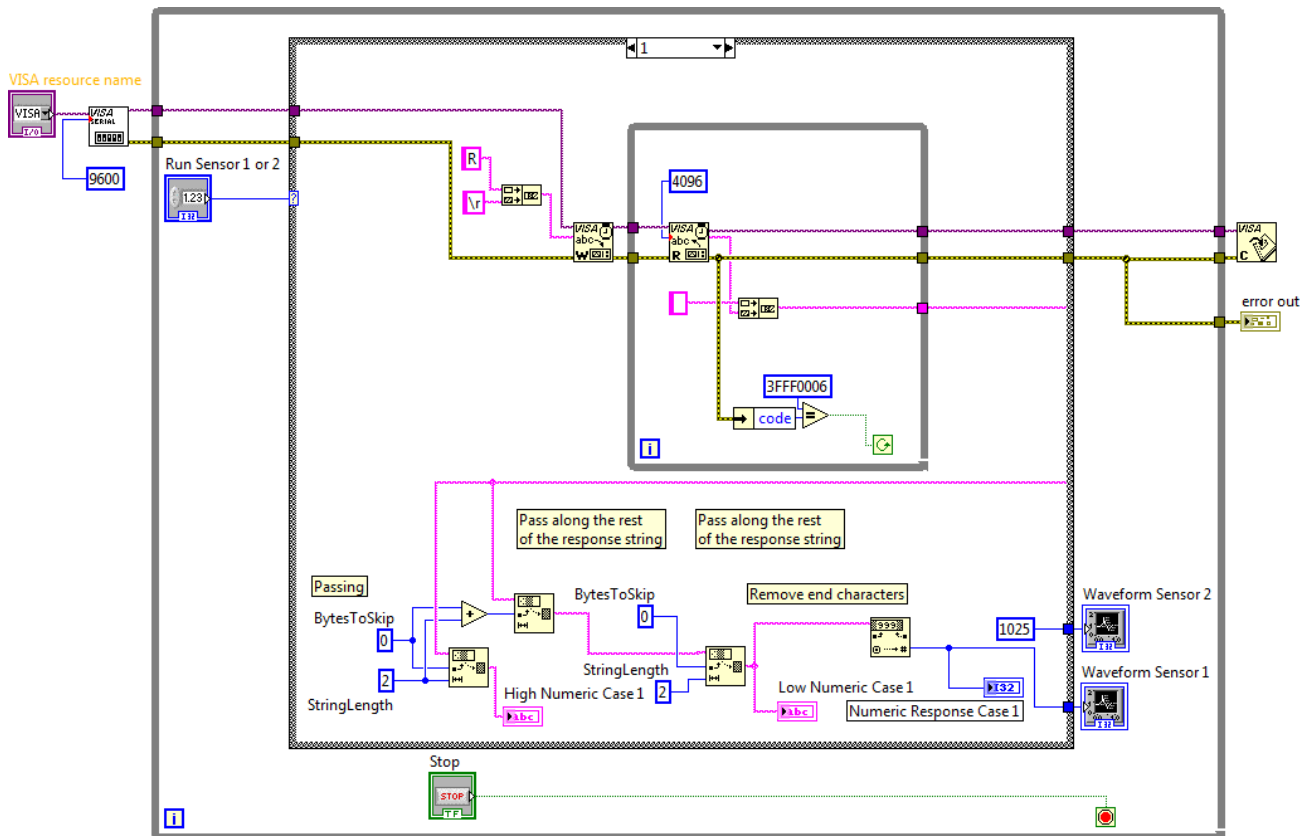 1
VISA resource name
VISA
I/O
VISA
SERIAL
9600
Run Sensor 1 or 2
1.23
I32
?
R
\r
VISA
abc
W
4096
VISA
abc
R
VISA
C
error out
3FFF0006
code
=
i
Pass along the rest
of the response string
Pass along the rest
of the response string
Passing
BytesToSkip
0
+
2
StringLength
High Numeric Case 1
abc
BytesToSkip
0
StringLength
2
Remove end characters
999
#
Low Numeric Case 1
abc
I32
Numeric Response Case 1
Waveform Sensor 2
1025
I32
Waveform Sensor 1
I32
Stop
STOP
TF
i